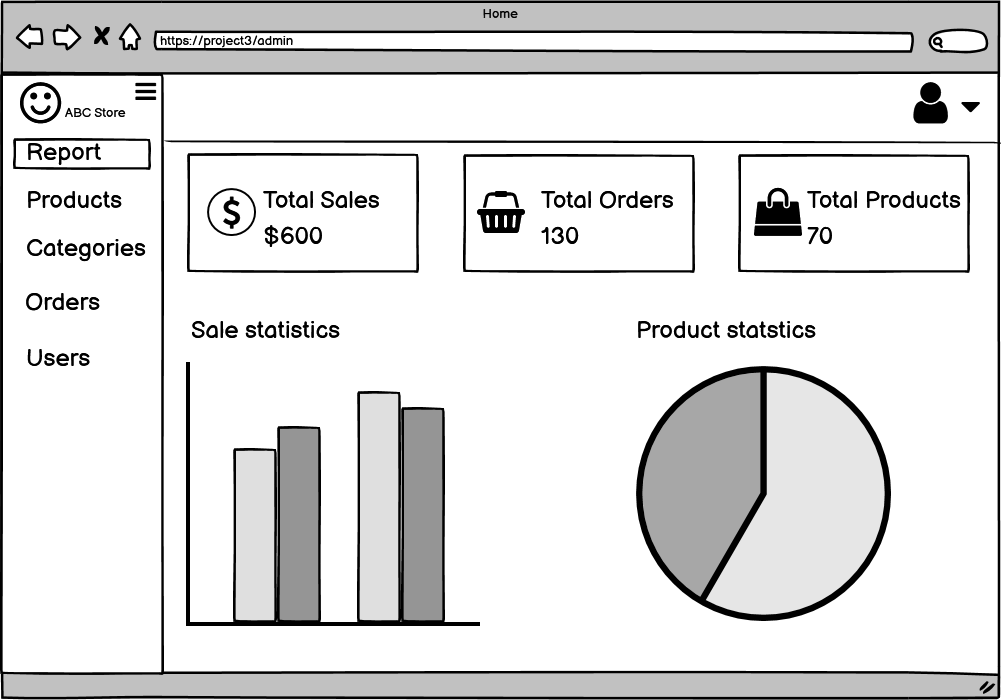 Home
https://project3/admin
ABC Store
Report
Products
Categories
Orders
Users
Total Sales
$600
Total Orders
130
Total Products
70
Sale statistics
Product statstics